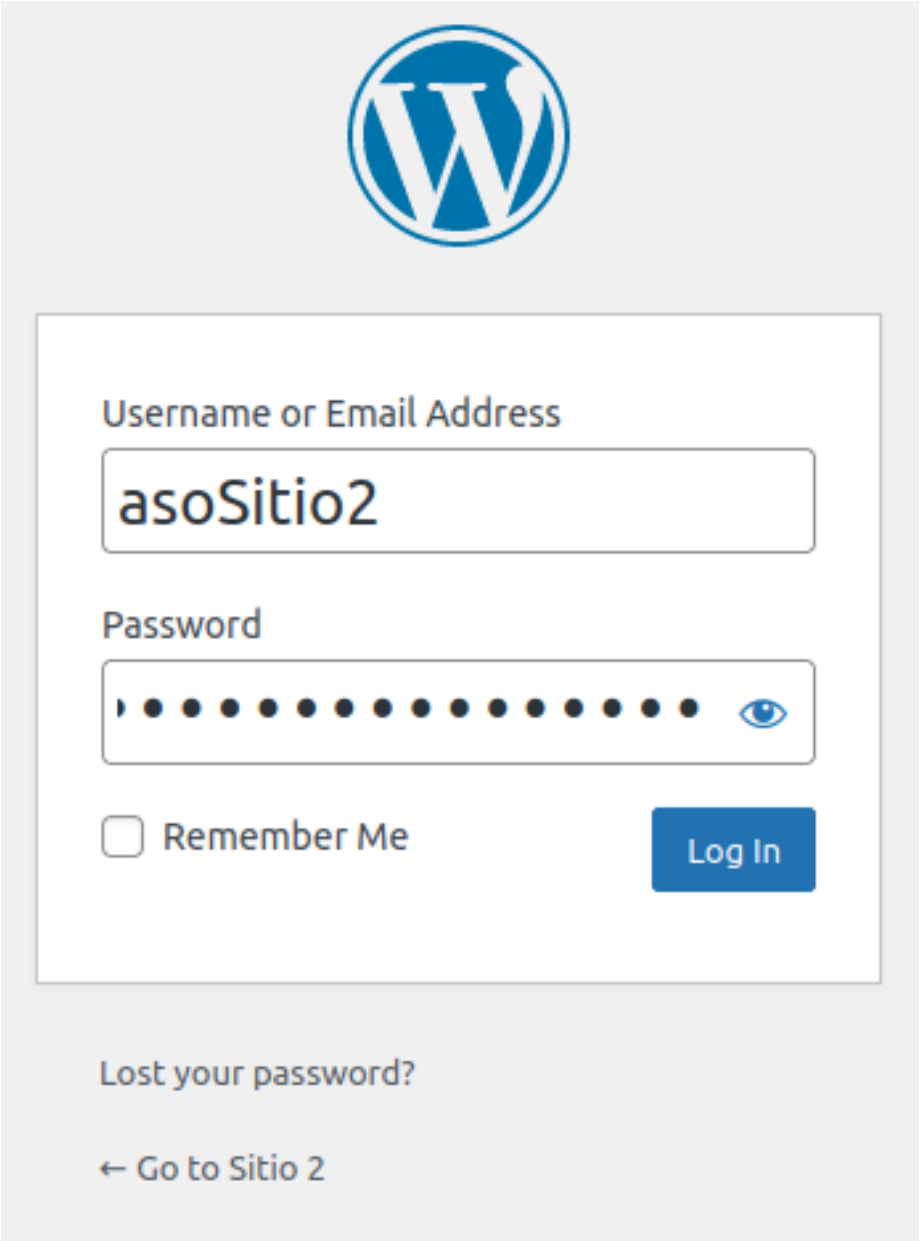 Username or Email Address
asoSitio2
Password
Remember Me
Log In
Lost your password?
← Go to Sitio 2